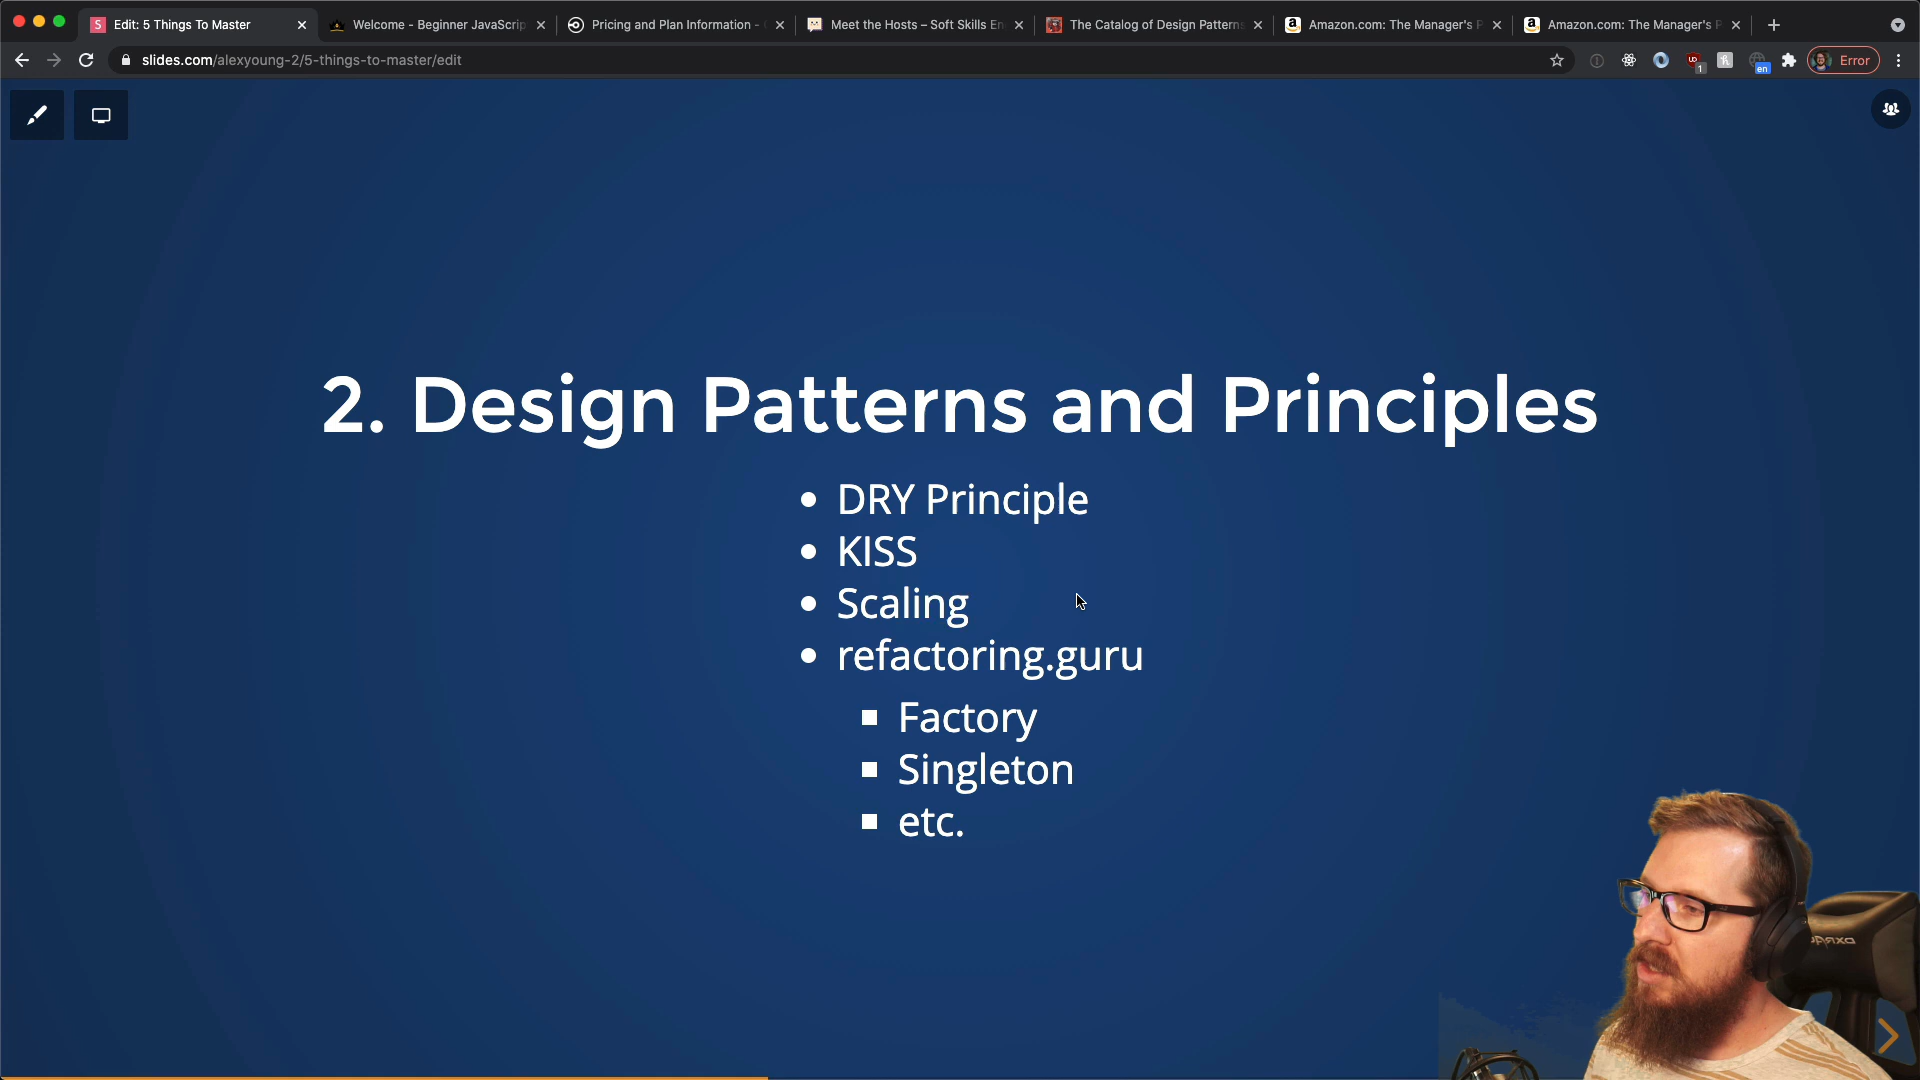 Edit: 5 Things To Master
Welcome - Beginner JavaScrip
Pricing and Plan Information -
Meet the Hosts – Soft Skills En
The Catalog of Design Patterns
Amazon.com: The Manager's P
Amazon.com: The Manager's P
slides.com/alexyoung-2/5-things-to-master/edit
1
en
Error
2. Design Patterns and Principles
DRY Principle
KISS
Scaling
refactoring.guru
Factory
Singleton
etc.